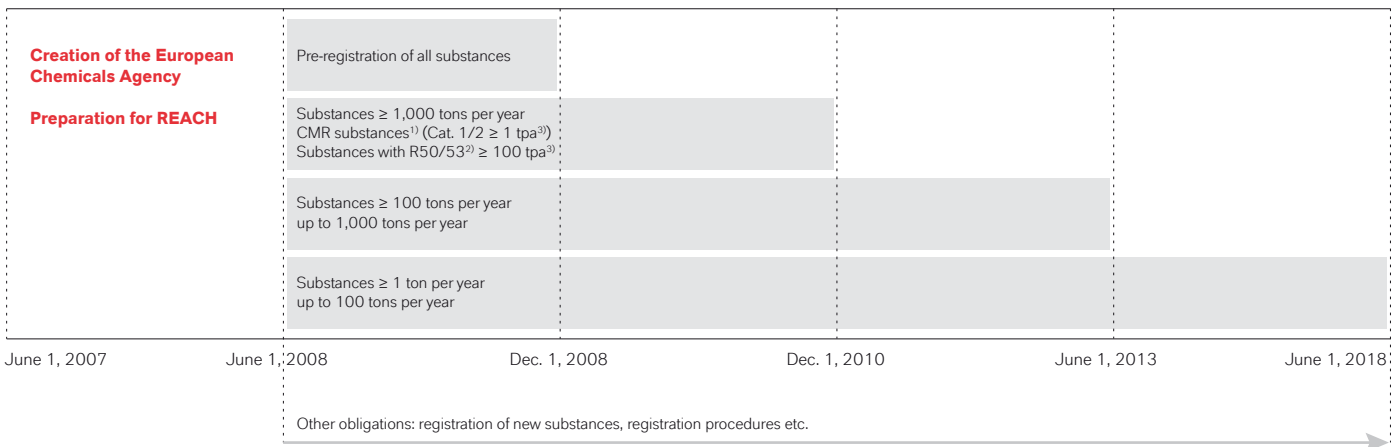 Creation of the European
Chemicals Agency
Preparation for REACH
Pre-registration of all substances
Substances ≥ 1,000 tons per year
CMR substances¹⁾ (Cat. 1/2 ≥ 1 tpa³⁾)
Substances with R50/53²⁾ ≥ 100 tpa³⁾
Substances ≥ 100 tons per year
up to 1,000 tons per year
Substances ≥ 1 ton per year
up to 100 tons per year
June 1, 2007 June 1, 2008 Dec. 1, 2008 Dec. 1, 2010 June 1, 2013 June 1, 2018
Other obligations: registration of new substances, registration procedures etc.